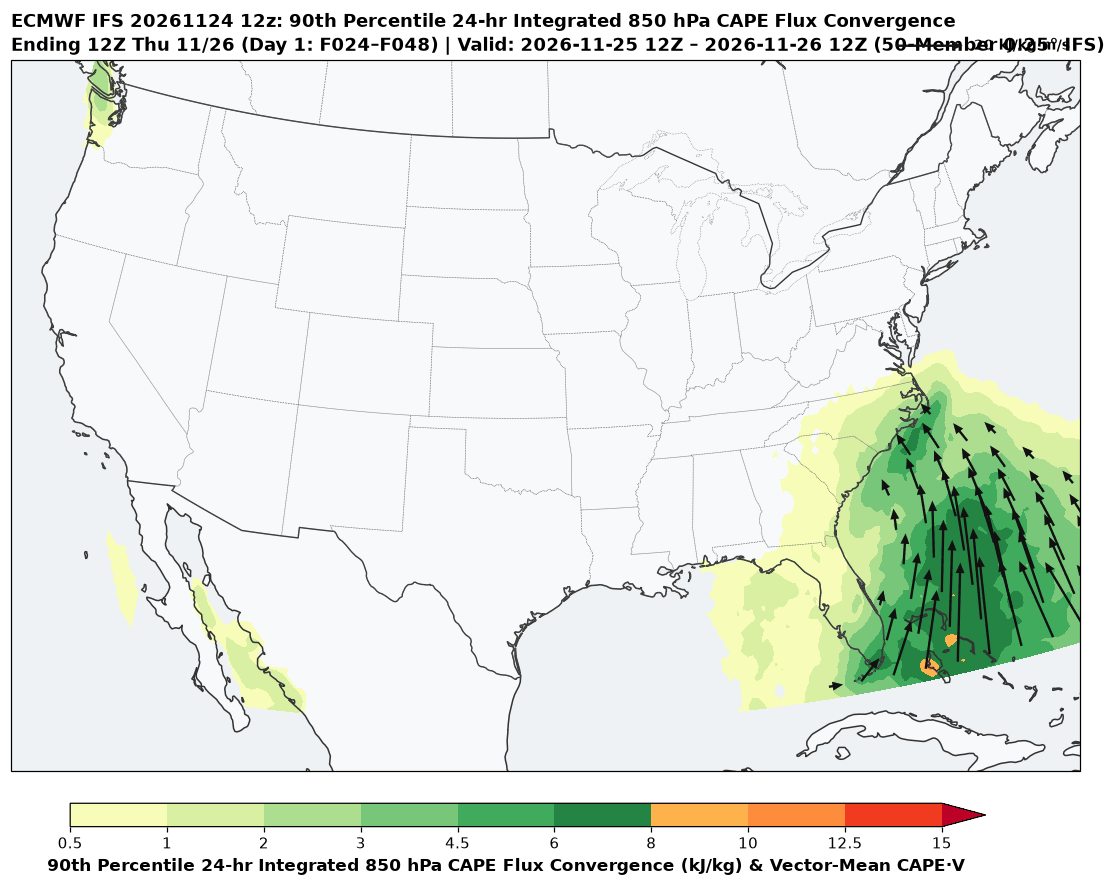 ECMWF IFS 20261124 12z: 90th Percentile 24-hr Integrated 850 hPa CAPE Flux Convergence
Ending 12Z Thu 11/26 (Day 1: F024–F048) | Valid: 2026-11-25 12Z – 2026-11-26 12Z (50-Member 0.25° IFS)
20 kJ/kg·m/s
0.5 1 2 3 4.5 6 8 10 12.5 15
90th Percentile 24-hr Integrated 850 hPa CAPE Flux Convergence (kJ/kg) & Vector-Mean CAPE·V